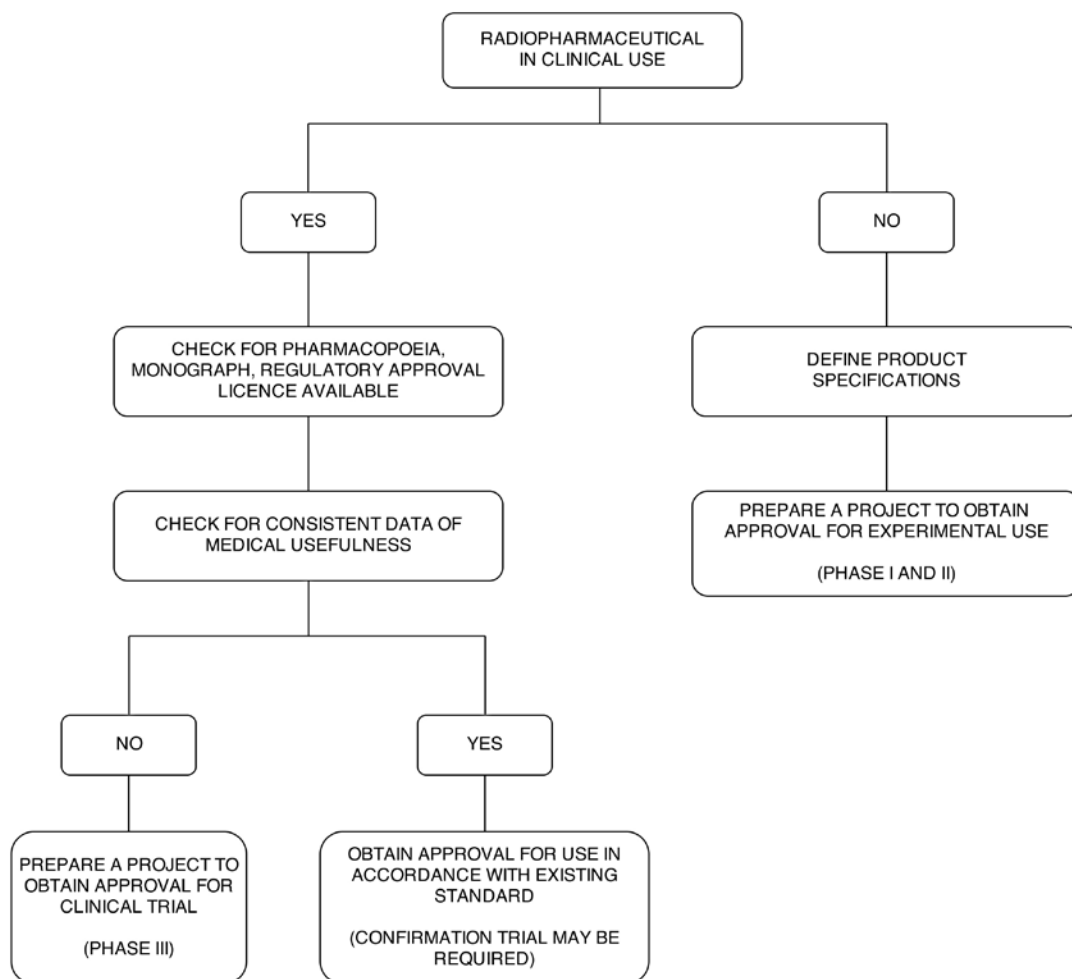 RADIOPHARMACEUTICAL
IN CLINICAL USE
YES
NO
CHECK FOR PHARMACOPOEIA,
MONOGRAPH, REGULATORY APPROVAL
LICENCE AVAILABLE
DEFINE PRODUCT
SPECIFICATIONS
CHECK FOR CONSISTENT DATA OF
MEDICAL USEFULNESS
PREPARE A PROJECT TO OBTAIN
APPROVAL FOR EXPERIMENTAL USE
(PHASE I AND II)
NO
YES
PREPARE A PROJECT TO
OBTAIN APPROVAL FOR
CLINICAL TRIAL
(PHASE III)
OBTAIN APPROVAL FOR USE IN
ACCORDANCE WITH EXISTING
STANDARD
(CONFIRMATION TRIAL MAY BE
REQUIRED)